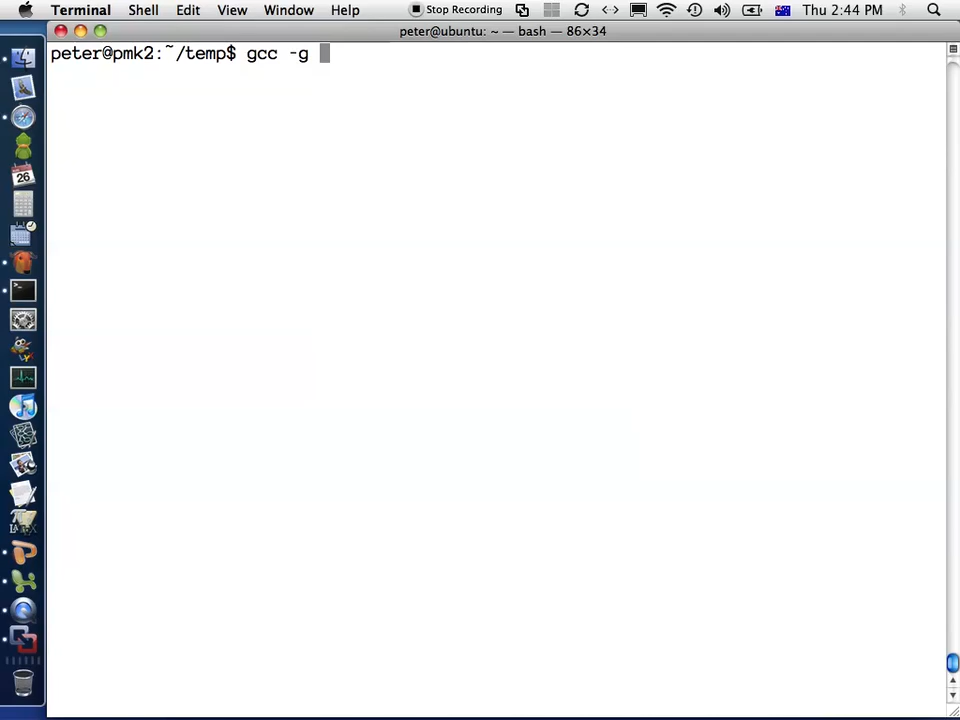 Terminal Shell Edit View Window Help Stop Recording Thu 2:44 PM
peter@ubuntu: ~ — bash — 86×34
peter@pmk2:~/temp$ gcc -g
26